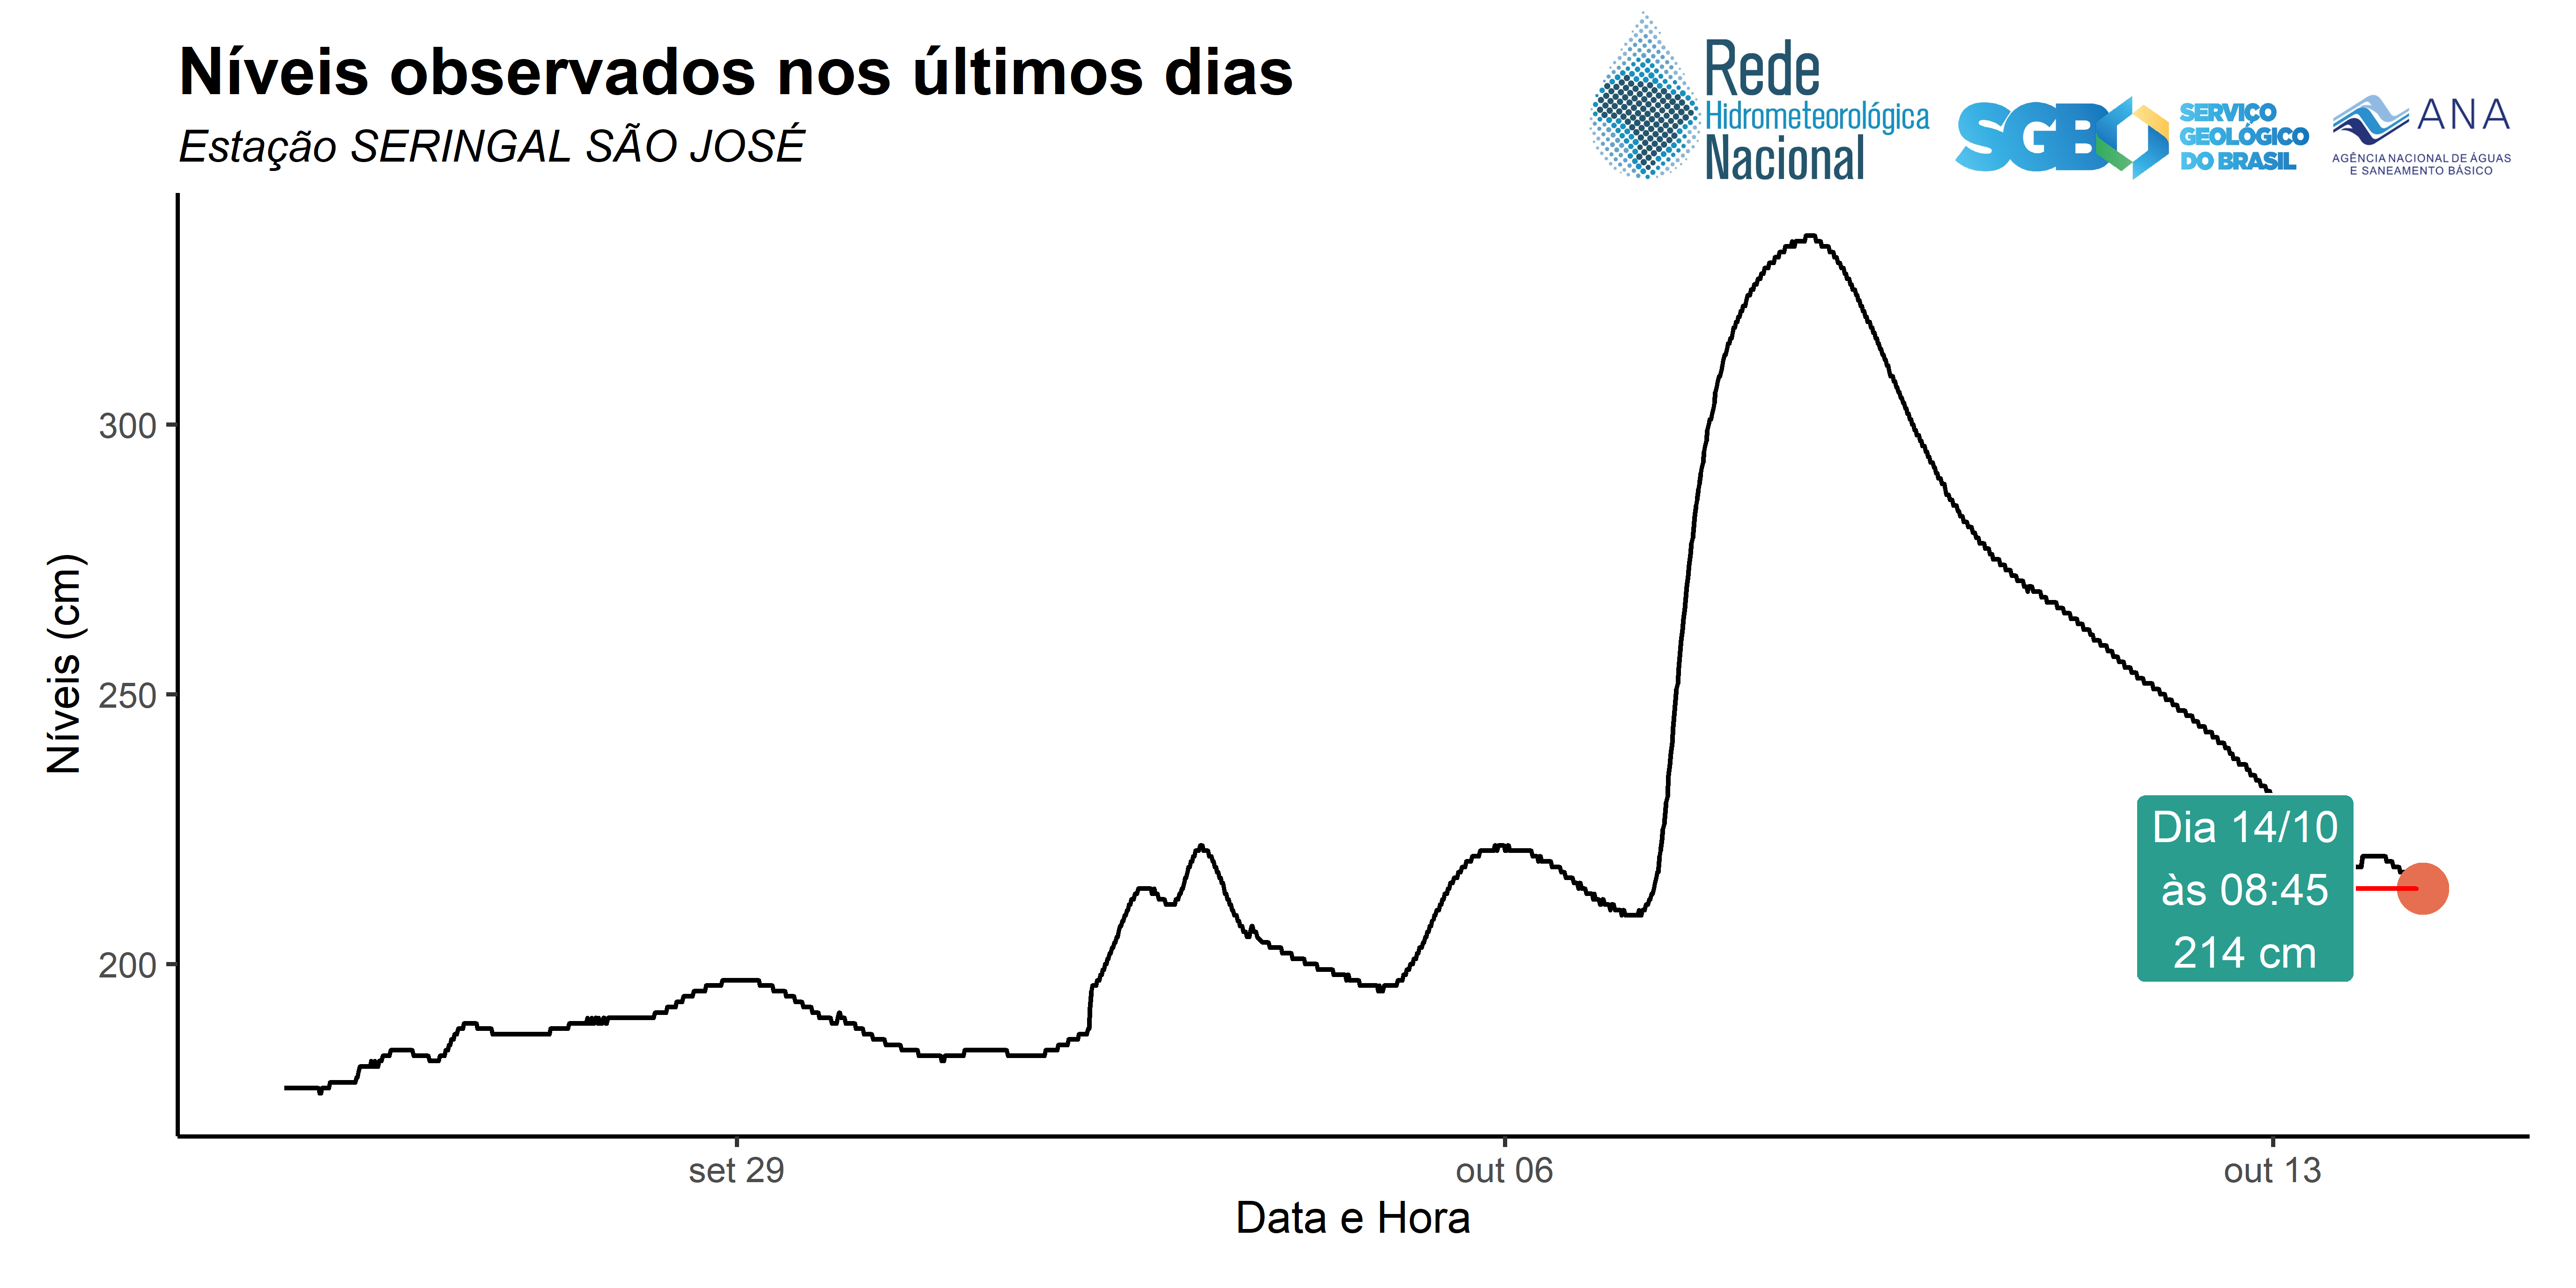 Níveis observados nos últimos dias
Estação SERINGAL SÃO JOSÉ
Rede
Hidrometeorológica
Nacional
SGB
SERVIÇO
GEOLÓGICO
DO BRASIL
ANA
AGÊNCIA NACIONAL DE ÁGUAS
E SANEAMENTO BÁSICO
Níveis (cm)
300
250
200
Dia 14/10
às 08:45
214 cm
set 29
out 06
out 13
Data e Hora